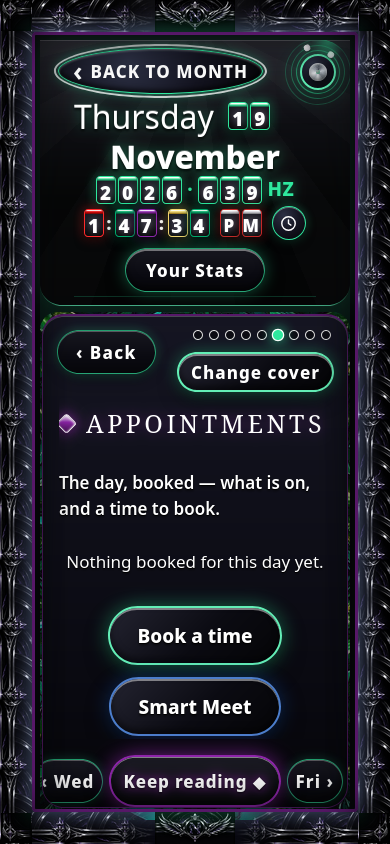 ‹ BACK TO MONTH
Thursday 19
November
2026 · 639 HZ
1:47:34 PM
Your Stats
‹ Back
Change cover
APPOINTMENTS
The day, booked — what is on,
and a time to book.
Nothing booked for this day yet.
Book a time
Smart Meet
‹ Wed Keep reading ◆ Fri ›